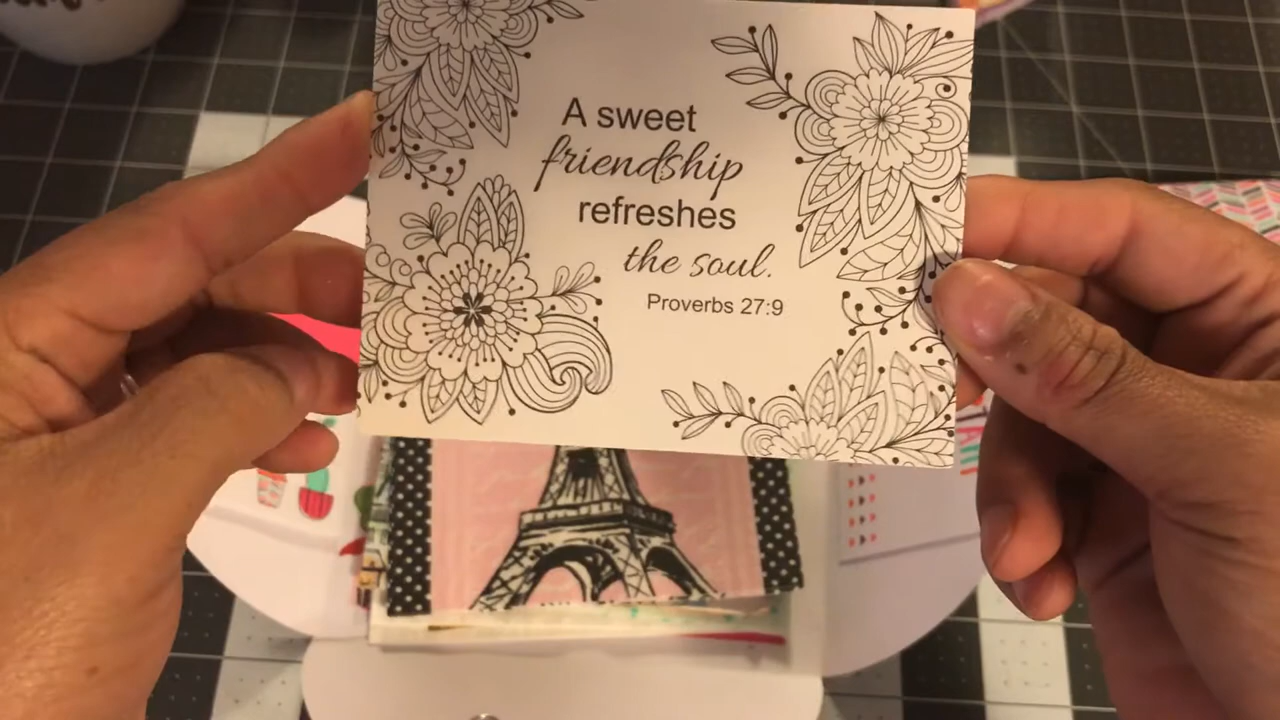 A sweet
friendship
refreshes
the soul.
Proverbs 27:9